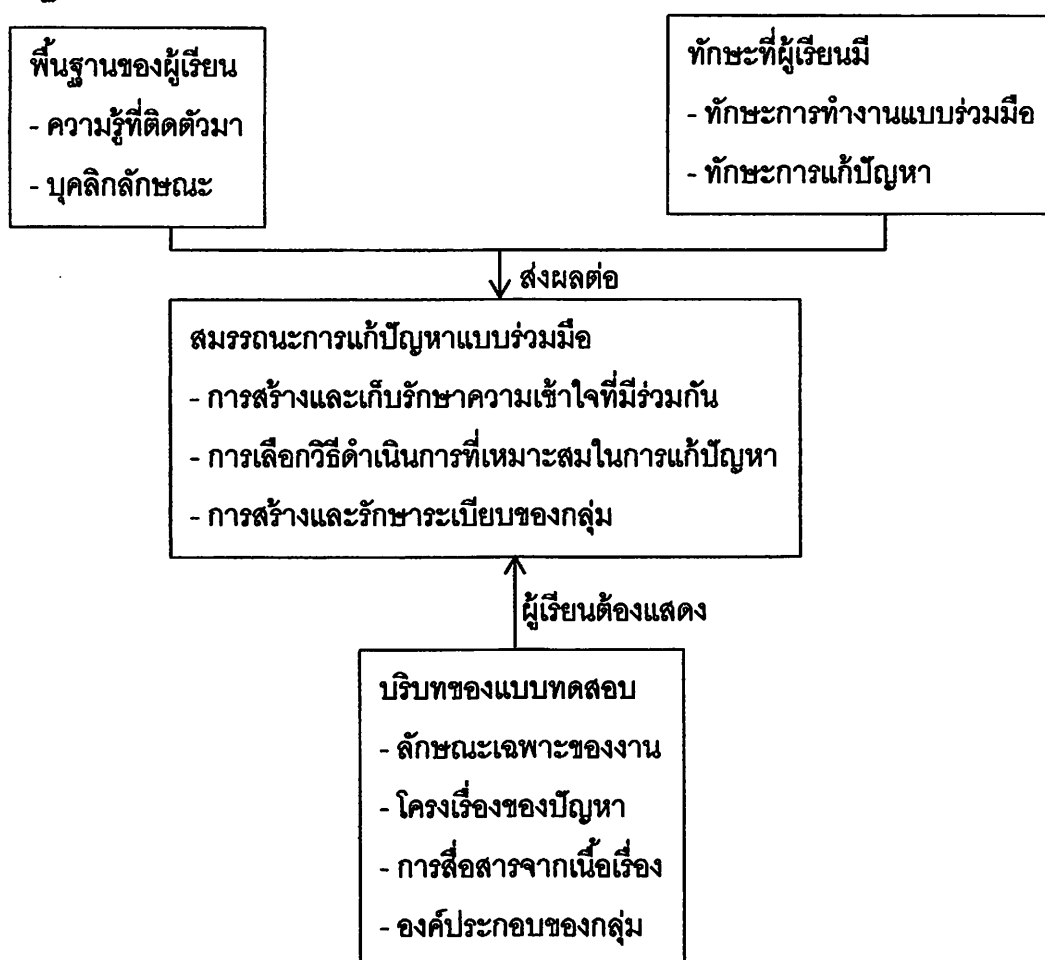 พื้นฐานของผู้เรียน
- ความรู้ที่ติดตัวมา
- บุคลิกลักษณะ
ทักษะที่ผู้เรียนมี
- ทักษะการทำงานแบบร่วมมือ
- ทักษะการแก้ปัญหา
ส่งผลต่อ
สมรรถนะการแก้ปัญหาแบบร่วมมือ
- การสร้างและเก็บรักษาความเข้าใจที่มีร่วมกัน
- การเลือกวิธีดำเนินการที่เหมาะสมในการแก้ปัญหา
- การสร้างและรักษาระเบียบของกลุ่ม
ผู้เรียนต้องแสดง
บริบทของแบบทดสอบ
- ลักษณะเฉพาะของงาน
- โครงเรื่องของปัญหา
- การสื่อสารจากเนื้อเรื่อง
- องค์ประกอบของกลุ่ม